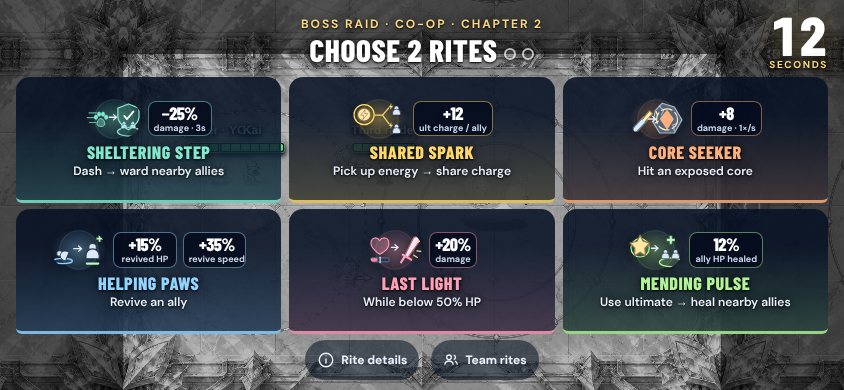 BOSS RAID · CO-OP · CHAPTER 2
CHOOSE 2 RITES
12
SECONDS
-25%
damage · 3s
SHELTERING STEP
Dash → ward nearby allies
+12
ult charge / ally
SHARED SPARK
Pick up energy → share charge
+8
damage · 1×/s
CORE SEEKER
Hit an exposed core
+15%
revived HP
+35%
revive speed
HELPING PAWS
Revive an ally
+20%
damage
LAST LIGHT
While below 50% HP
12%
ally HP healed
MENDING PULSE
Use ultimate → heal nearby allies
Rite details
Team rites